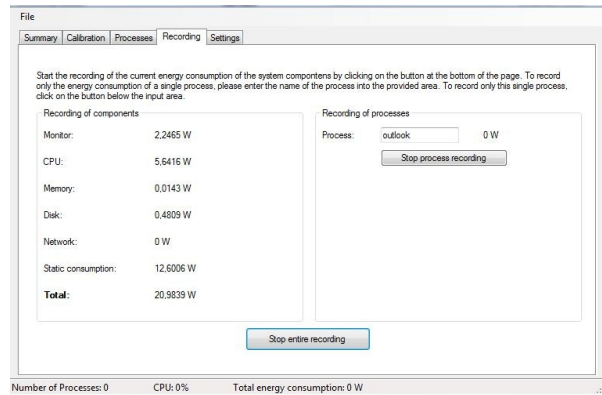 File
Summary Calibration Processes Recording Settings
Start the recording of the current energy consumption of the system compontens by clicking on the button at the bottom of the page. To record
only the energy consumption of a single process, please enter the name of the process into the provided area. To record only this single process,
click on the button below the input area.
Recording of components
Monitor: 2,2465 W
CPU: 5,6416 W
Memory: 0,0143 W
Disk: 0,4809 W
Network: 0 W
Static consumption: 12,6006 W
Total: 20,9839 W
Recording of processes
Process: outlook 0 W
Stop process recording
Stop entire recording
Number of Processes: 0 CPU: 0% Total energy consumption: 0 W